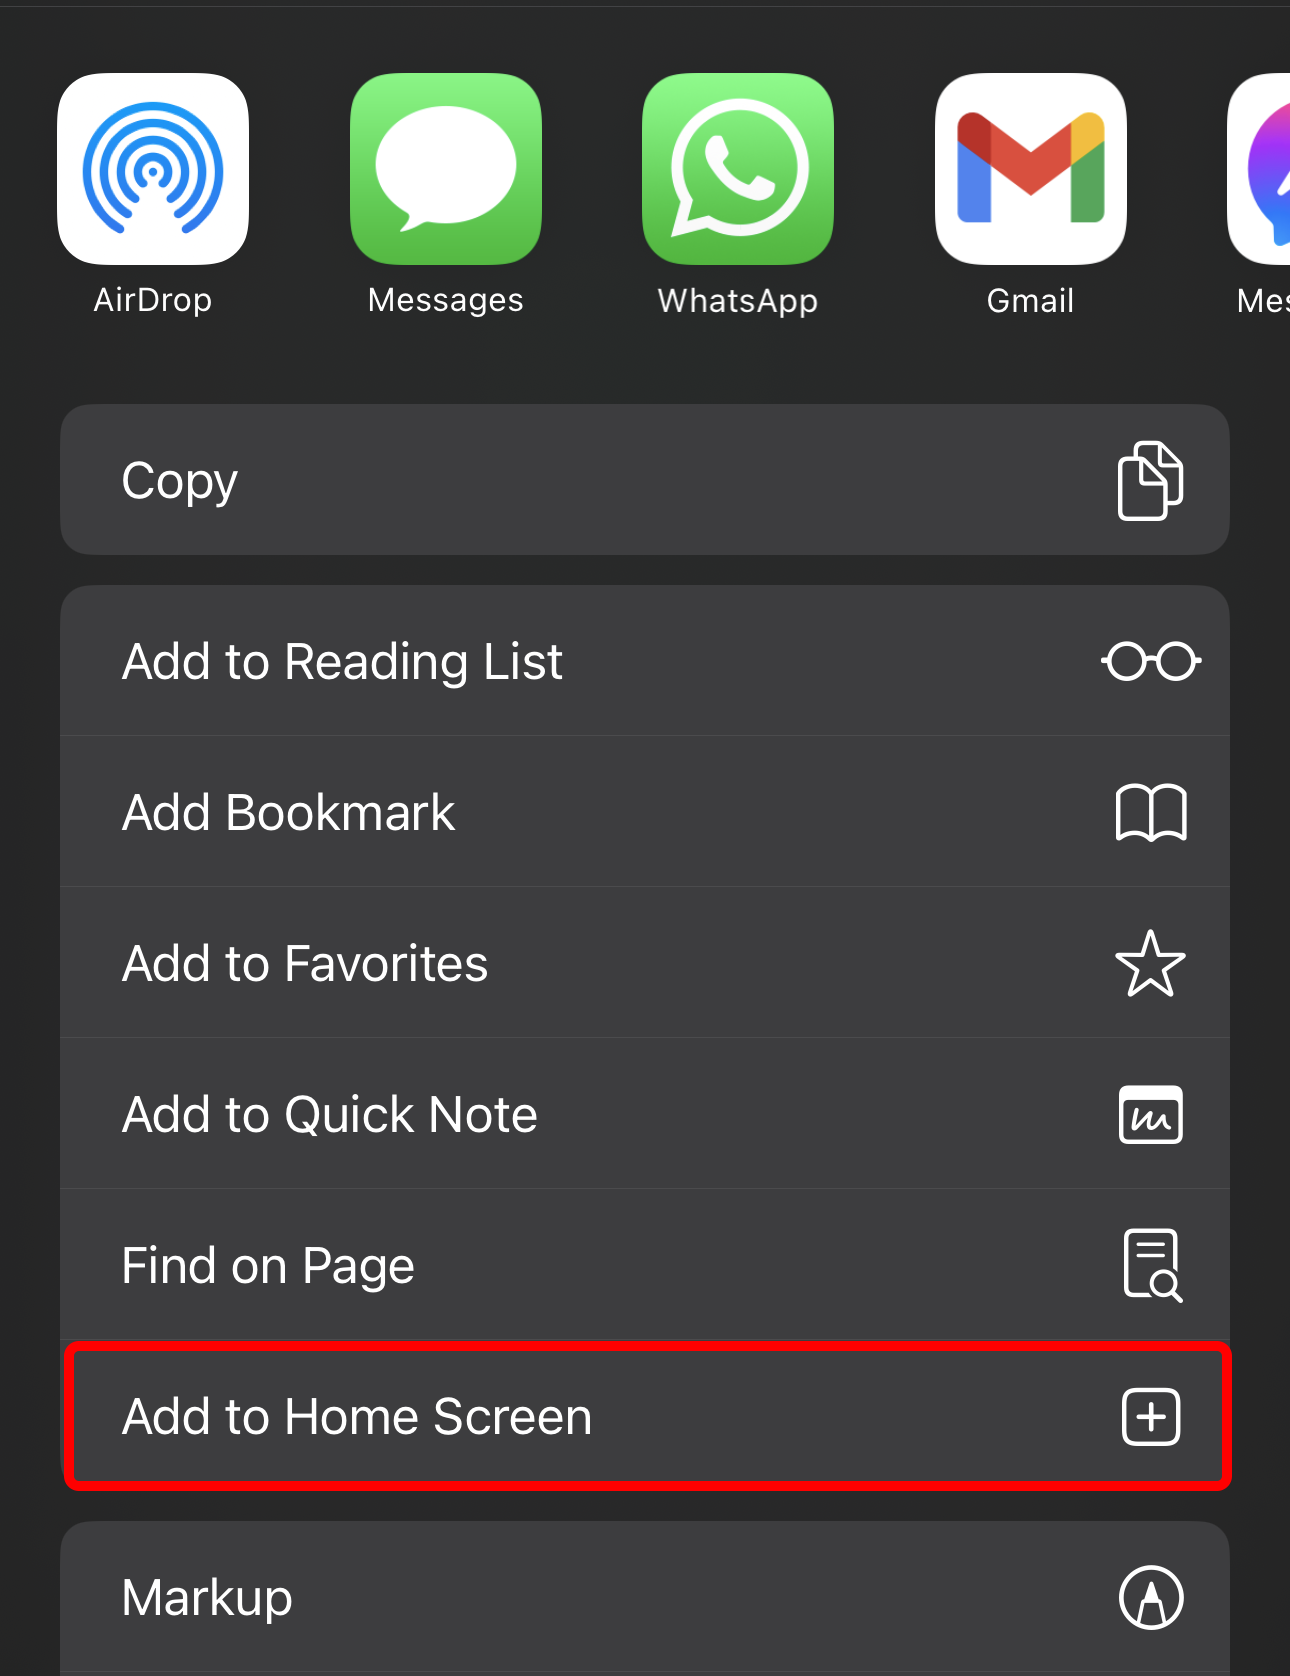 AirDrop
Messages
WhatsApp
Gmail
Mes
Copy
Add to Reading List
Add Bookmark
Add to Favorites
Add to Quick Note
Find on Page
Add to Home Screen
Markup